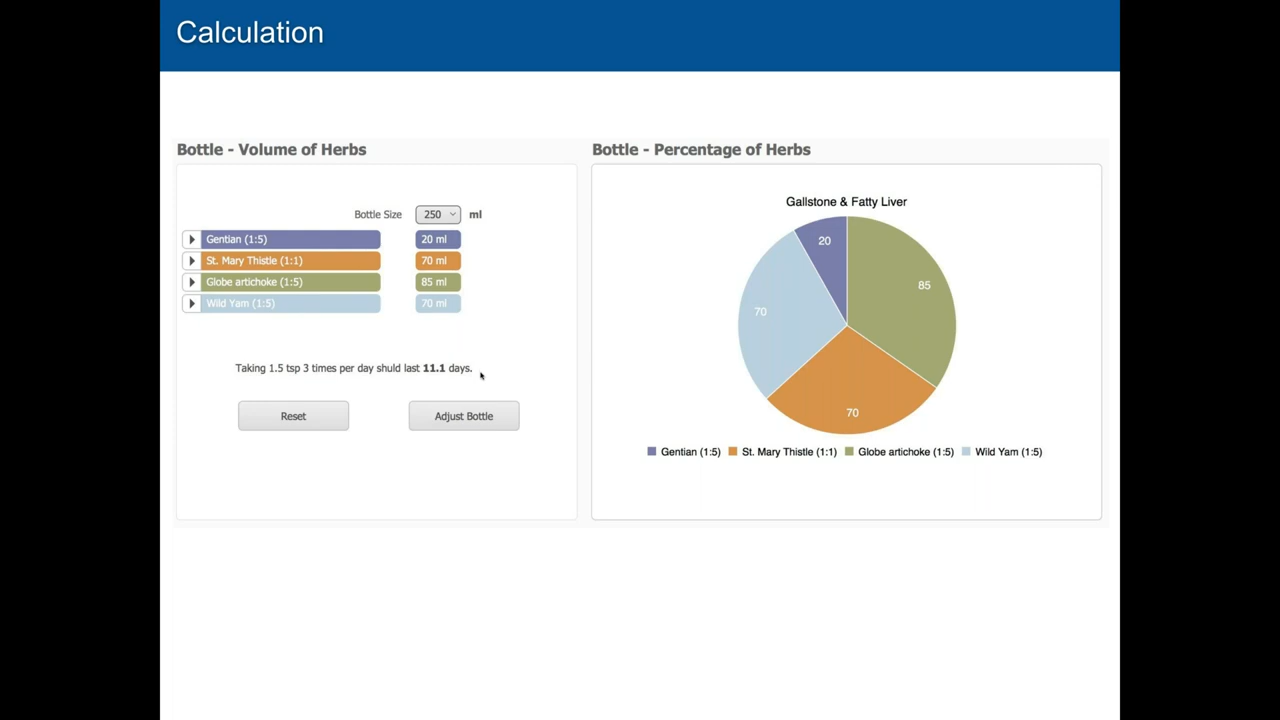 Calculation
Bottle - Volume of Herbs
Bottle Size 250 ml
Gentian (1:5) 20 ml
St. Mary Thistle (1:1) 70 ml
Globe artichoke (1:5) 85 ml
Wild Yam (1:5) 70 ml
Taking 1.5 tsp 3 times per day shuld last 11.1 days.
Reset Adjust Bottle
Bottle - Percentage of Herbs
Gallstone & Fatty Liver
20
85
70
70
Gentian (1:5) St. Mary Thistle (1:1) Globe artichoke (1:5) Wild Yam (1:5)